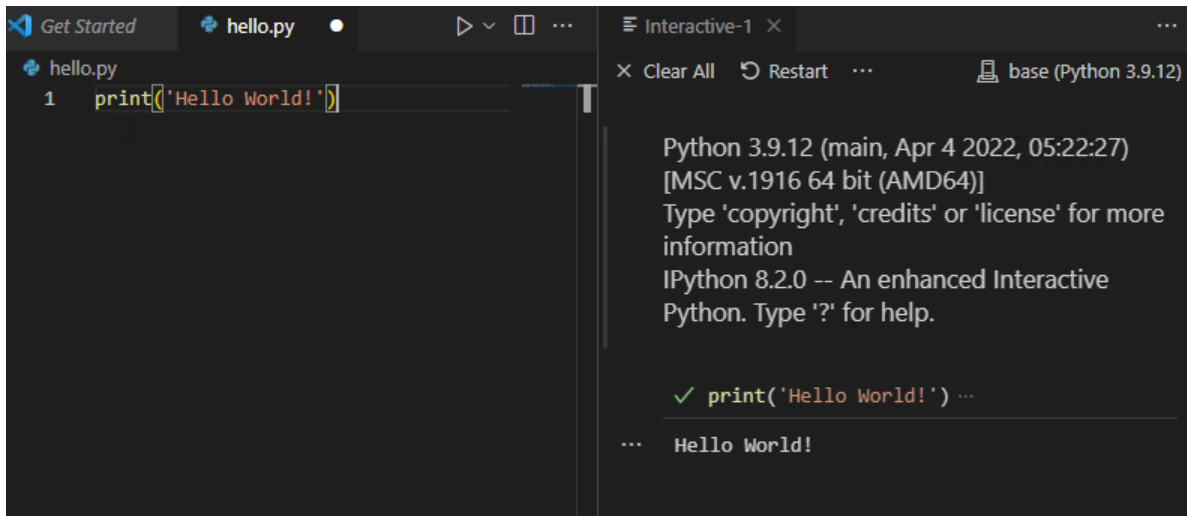 Get Started
hello.py
hello.py
1 print('Hello World!')
Interactive-1
Clear All Restart ... base (Python 3.9.12)
Python 3.9.12 (main, Apr 4 2022, 05:22:27)
[MSC v.1916 64 bit (AMD64)]
Type 'copyright', 'credits' or 'license' for more
information
IPython 8.2.0 -- An enhanced Interactive
Python. Type '?' for help.
print('Hello World!') ...
Hello World!